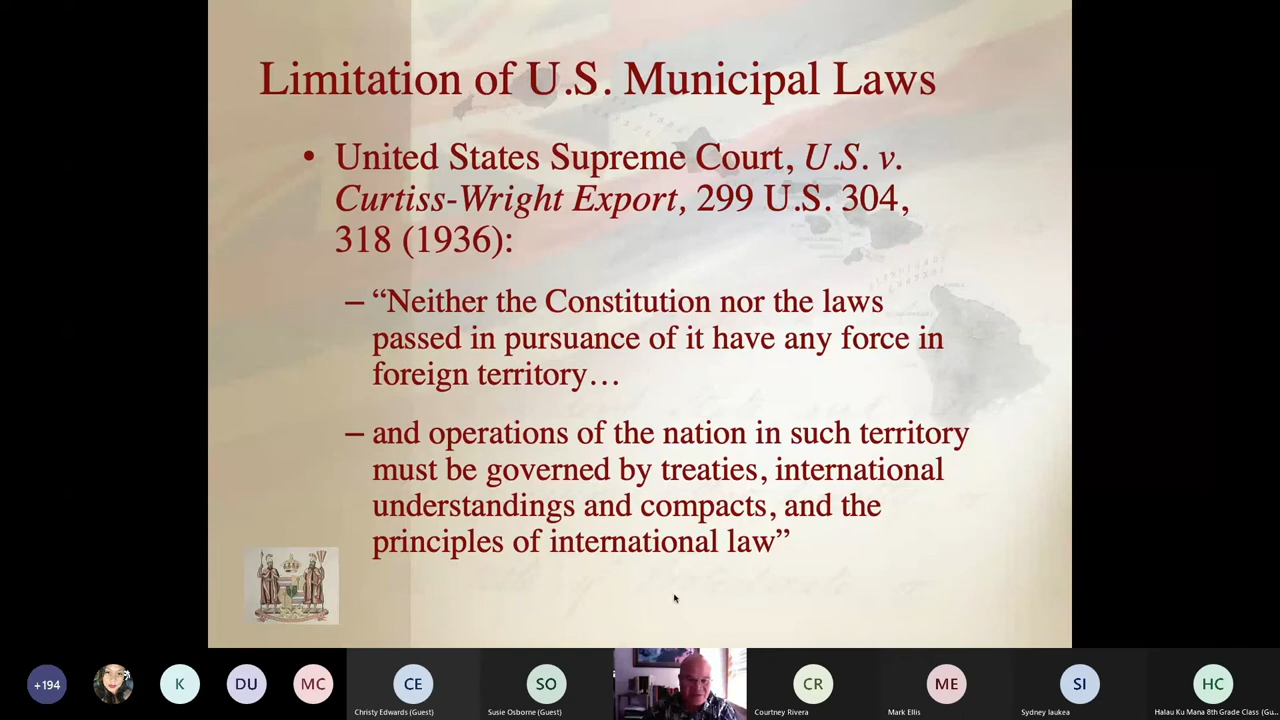 Limitation of U.S. Municipal Laws
• United States Supreme Court, U.S. v.
Curtiss-Wright Export, 299 U.S. 304,
318 (1936):
– “Neither the Constitution nor the laws
passed in pursuance of it have any force in
foreign territory…
– and operations of the nation in such territory
must be governed by treaties, international
understandings and compacts, and the
principles of international law”
+194
K
DU
MC
CE
SO
CR
ME
SI
HC
Christy Edwards (Guest)
Susie Osborne (Guest)
Courtney Rivera
Mark Ellis
Sydney Iaukea
Halau Ku Mana 8th Grade Class (Gu...